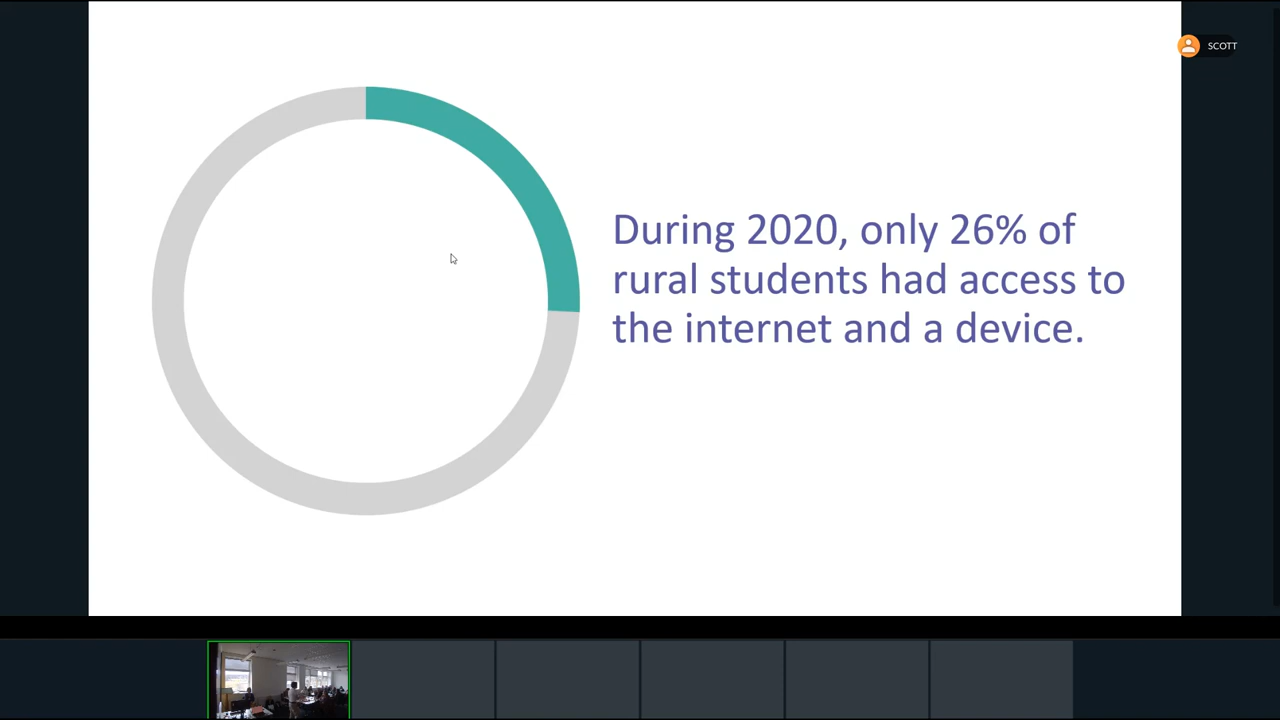 SCOTT
During 2020, only 26% of
rural students had access to
the internet and a device.